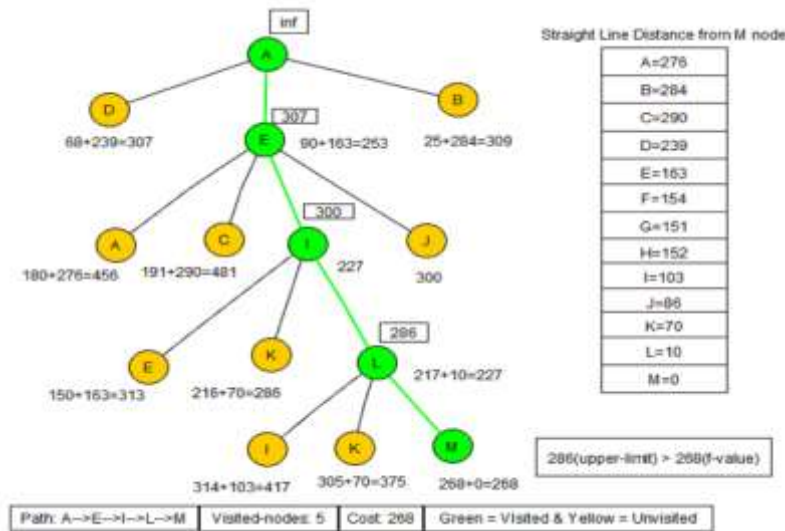 inf
Straight Line Distance from M node
A
A=276
B=284
D
B
C=290
307
68+239=307
E
90+163=253
25+284=309
D=239
E=163
F=154
G=151
300
H=152
A
C
I
J
I=103
180+276=456
191+290=481
227
300
J=86
K=70
286
L=10
E
K
L
217+10=227
M=0
150+163=313
216+70=286
I
K
M
286(upper-limit) > 268(f-value)
314+103=417
305+70=375
268+0=268
Path: A-->E-->I-->L-->M
Visited-nodes: 5
Cost: 268
Green = Visited & Yellow = Unvisited